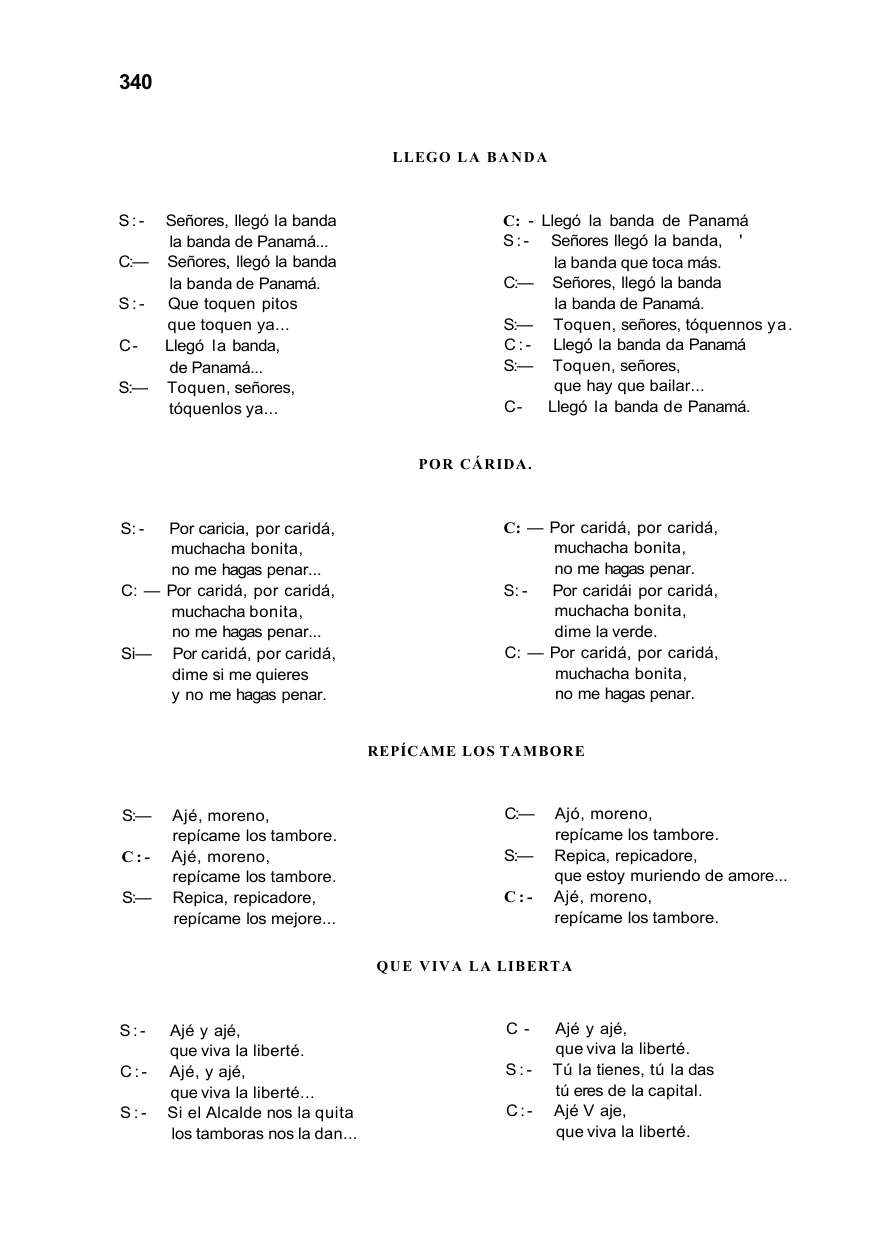 340
LLEGO LA BANDA
S:- Señores, llegó la banda
la banda de Panamá...
C:— Señores, llegó la banda
la banda de Panamá.
S:- Que toquen pitos
que toquen ya...
C- Llegó la banda,
de Panamá...
S:— Toquen, señores,
tóquenlos ya...
C: - Llegó la banda de Panamá
S:- Señores llegó la banda, '
la banda que toca más.
C:— Señores, llegó la banda
la banda de Panamá.
S:— Toquen, señores, tóquennos ya.
C:- Llegó la banda da Panamá
S:— Toquen, señores,
que hay que bailar...
C- Llegó la banda de Panamá.
POR CÁRIDA.
S:- Por caricia, por caridá,
muchacha bonita,
no me hagas penar...
C: — Por caridá, por caridá,
muchacha bonita,
no me hagas penar...
Si— Por caridá, por caridá,
dime si me quieres
y no me hagas penar.
C: — Por caridá, por caridá,
muchacha bonita,
no me hagas penar.
S:- Por caridái por caridá,
muchacha bonita,
dime la verde.
C: — Por caridá, por caridá,
muchacha bonita,
no me hagas penar.
REPÍCAME LOS TAMBORE
S:— Ajé, moreno,
repícame los tambore.
C:- Ajé, moreno,
repícame los tambore.
S:— Repica, repicadore,
repícame los mejore...
C:— Ajó, moreno,
repícame los tambore.
S:— Repica, repicadore,
que estoy muriendo de amore...
C:- Ajé, moreno,
repícame los tambore.
QUE VIVA LA LIBERTA
S:- Ajé y ajé,
que viva la liberté.
C:- Ajé, y ajé,
que viva la liberté...
S:- Si el Alcalde nos la quita
los tamboras nos la dan...
C - Ajé y ajé,
que viva la liberté.
S:- Tú la tienes, tú la das
tú eres de la capital.
C:- Ajé V aje,
que viva la liberté.